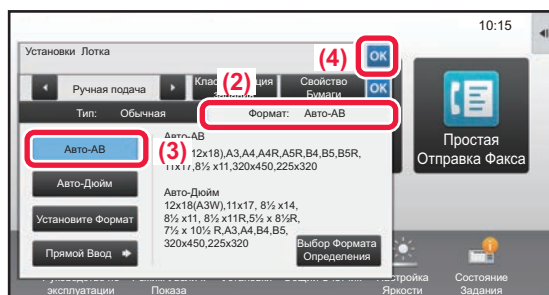 10:15
Установки Лотка
(4)
OK
Ручная подача
(2)
Свойство
Бумаги
OK
Тип: Обычная
Формат: Авто-AB
Авто-AB
(3)
Авто-AB
12x18),A3,A4,A4R,A5R,B4,B5,B5R,
11x17,8½ x11,320x450,225x320
Авто-Дюйм
Авто-Дюйм
12x18(A3W),11x17, 8½ x14,
8½ x11, 8½ x11R,5½ x 8½R,
7½ x 10½ R,A3,A4,B4,B5,
320x450,225x320
Установите Формат
Прямой Ввод
Выбор Формата
Определения
Простая
Отправка Факса
эксплуатации
Показа
Яркости
Состояние
Задания